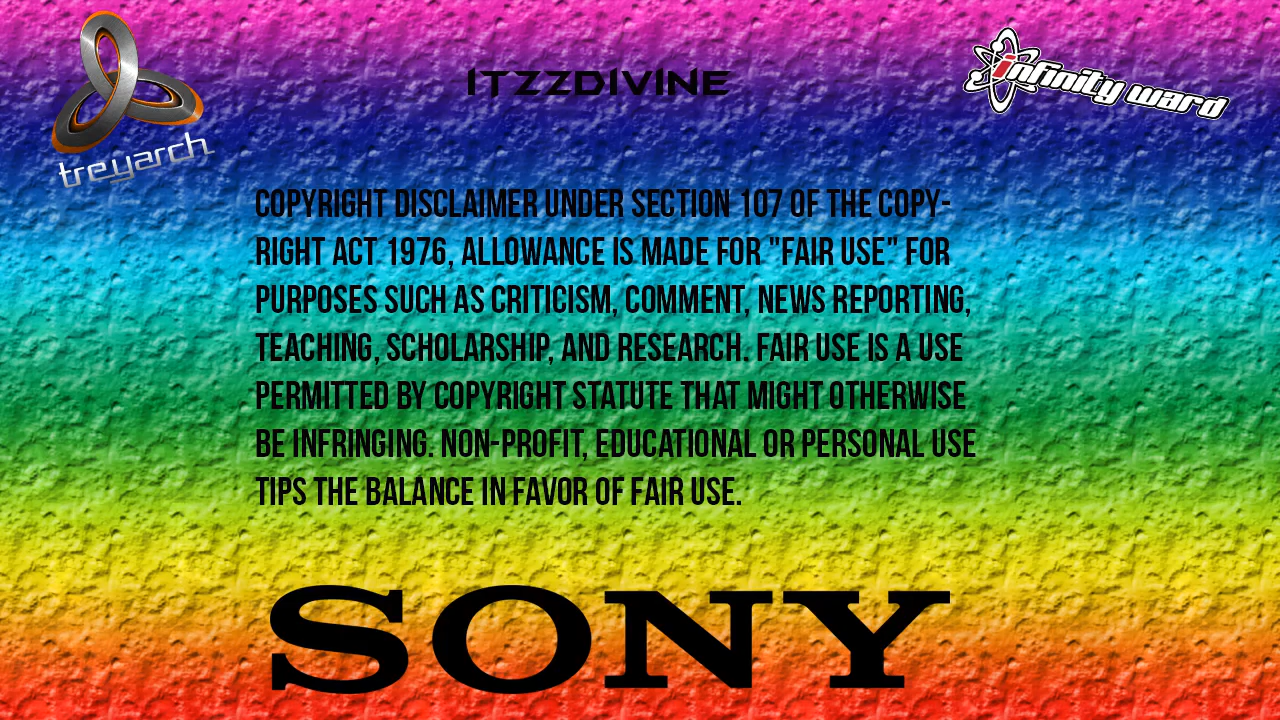 ITZZDIVINE
infinity ward
treyarch
COPYRIGHT DISCLAIMER UNDER SECTION 107 OF THE COPY-
RIGHT ACT 1976, ALLOWANCE IS MADE FOR "FAIR USE" FOR
PURPOSES SUCH AS CRITICISM, COMMENT, NEWS REPORTING,
TEACHING, SCHOLARSHIP, AND RESEARCH. FAIR USE IS A USE
PERMITTED BY COPYRIGHT STATUTE THAT MIGHT OTHERWISE
BE INFRINGING. NON-PROFIT, EDUCATIONAL OR PERSONAL USE
TIPS THE BALANCE IN FAVOR OF FAIR USE.
SONY